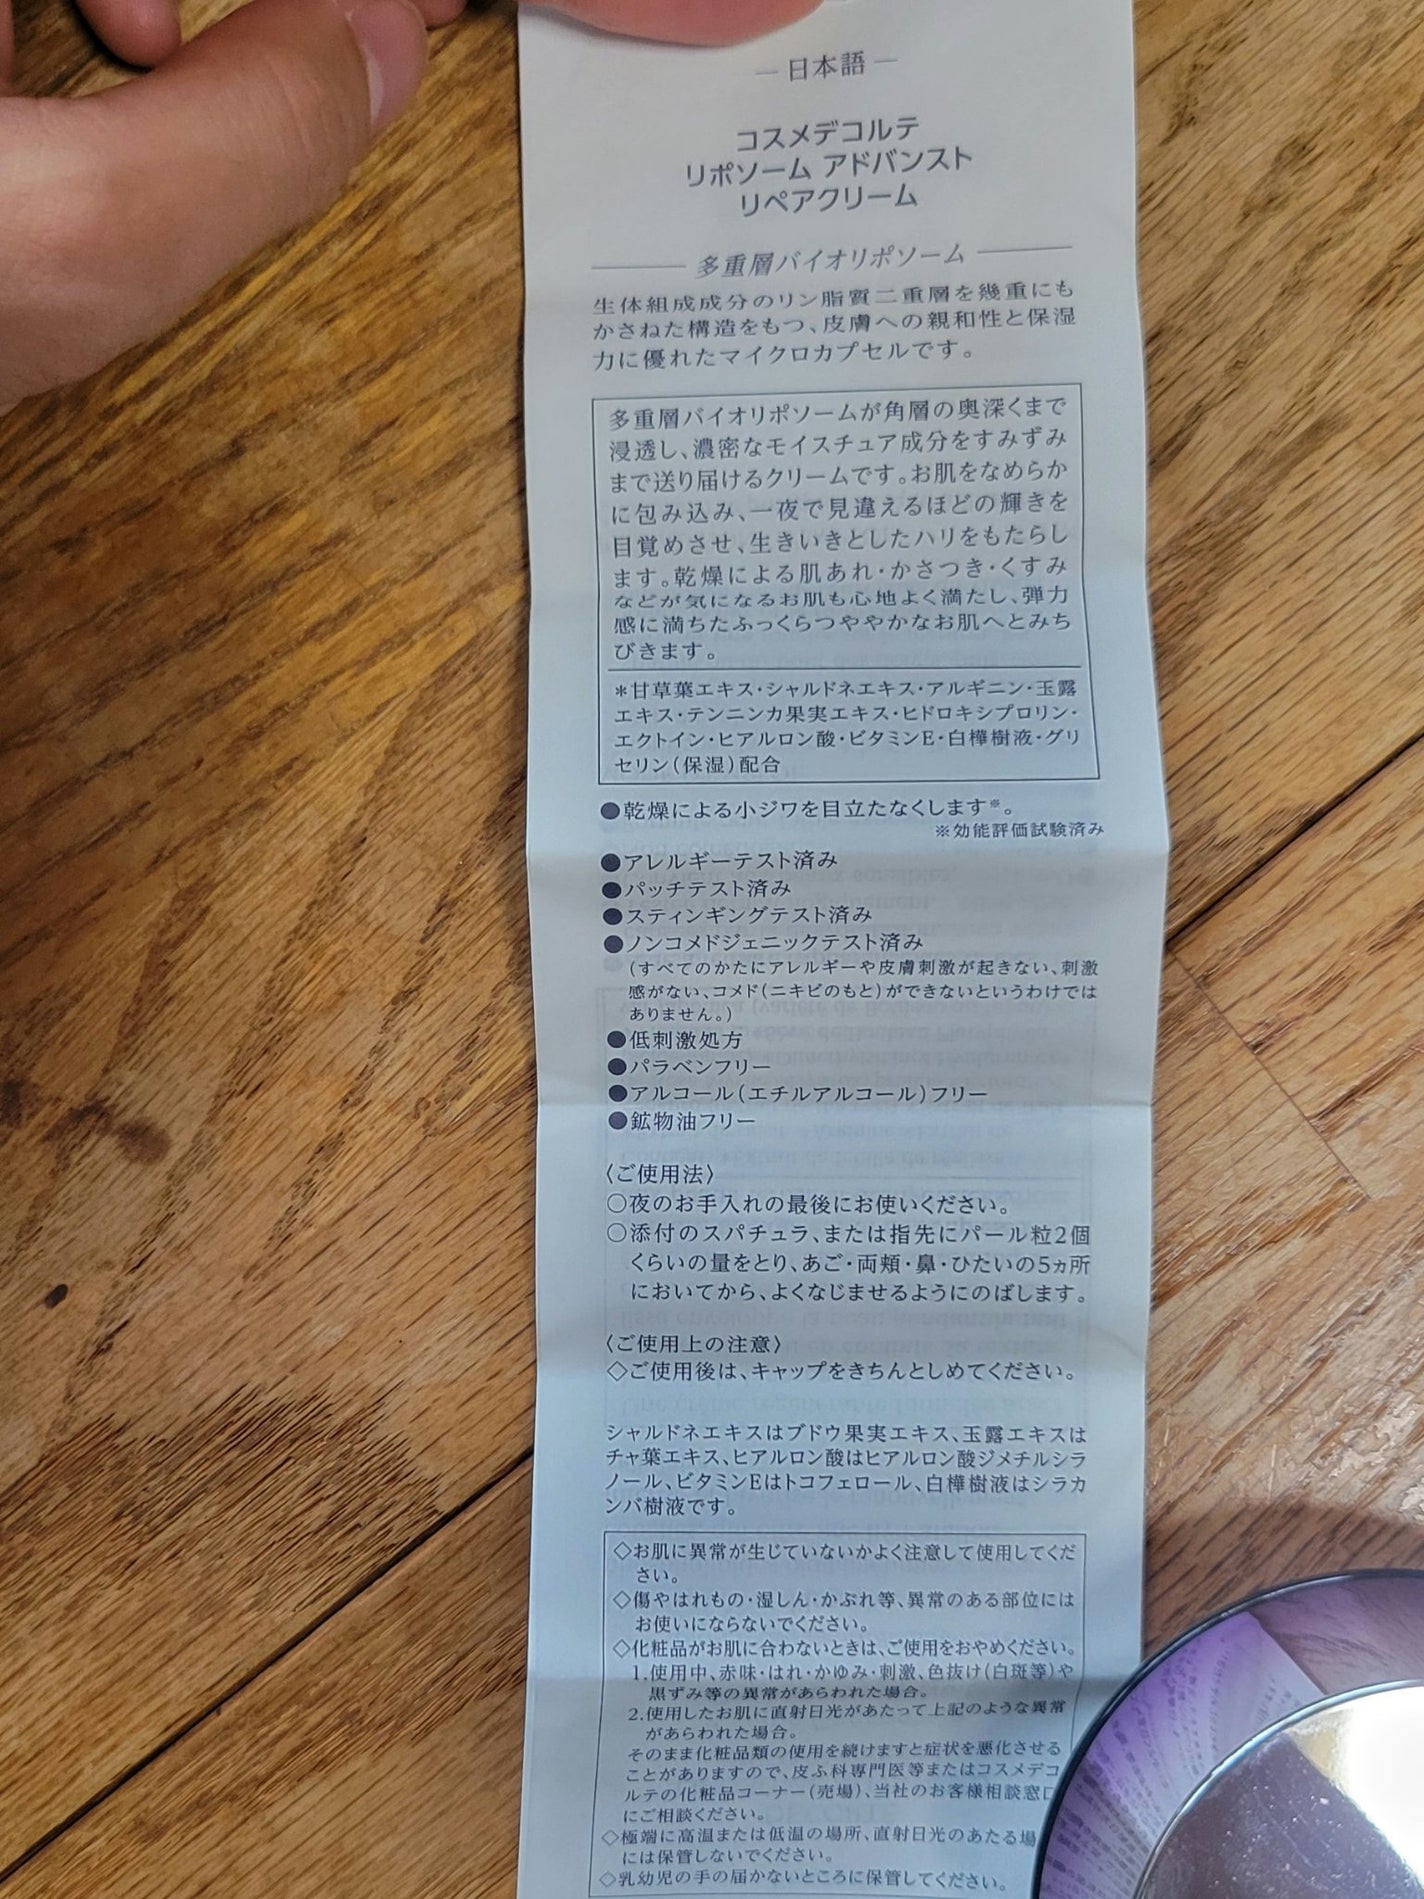 — 日本語 —
コスメデコルテ
リポソーム アドバンスト
リペアクリーム
多重層バイオリポソーム
生体組成成分のリン脂質二重層を幾重にも
かさねた構造をもつ、皮膚への親和性と保湿
力に優れたマイクロカプセルです。
多重層バイオリポソームが角層の奥深くまで
浸透し、濃密なモイスチュア成分をすみずみ
まで送り届けるクリームです。お肌をなめらか
に包み込み、一夜で見違えるほどの輝きを
目覚めさせ、生きいきとしたハリをもたらし
ます。乾燥による肌あれ・かさつき・くすみ
などが気になるお肌も心地よく満たし、弾力
感に満ちたふっくらつややかなお肌へとみち
びきます。
＊甘草葉エキス・シャルドネエキス・アルギニン・玉露
エキス・テンニンカ果実エキス・ヒドロキシプロリン・
エクトイン・ヒアルロン酸・ビタミンE・白樺樹液・グリ
セリン（保湿）配合
●乾燥による小ジワを目立たなくします※。
※効能評価試験済み
●アレルギーテスト済み
●パッチテスト済み
●スティンギングテスト済み
●ノンコメドジェニックテスト済み
（すべてのかたにアレルギーや皮膚刺激が起きない、刺激
感がない、コメド（ニキビのもと）ができないというわけでは
ありません。）
●低刺激処方
●パラベンフリー
●アルコール（エチルアルコール）フリー
●鉱物油フリー
〈ご使用法〉
○夜のお手入れの最後にお使いください。
○添付のスパチュラ、または指先にパール粒2個
くらいの量をとり、あご・両頬・鼻・ひたいの5ヵ所
においてから、よくなじませるようにのばします。
〈ご使用上の注意〉
◇ご使用後は、キャップをきちんとしめてください。
シャルドネエキスはブドウ果実エキス、玉露エキスは
チャ葉エキス、ヒアルロン酸はヒアルロン酸ジメチルシラ
ノール、ビタミンEはトコフェロール、白樺樹液はシラカ
ンバ樹液です。
◇お肌に異常が生じていないかよく注意して使用してくだ
さい。
◇傷やはれもの・湿しん・かぶれ等、異常のある部位には
お使いにならないでください。
◇化粧品がお肌に合わないときは、ご使用をおやめください。
1.使用中、赤味・はれ・かゆみ・刺激、色抜け（白斑等）や
黒ずみ等の異常があらわれた場合。
2.使用したお肌に直射日光があたって上記のような異常
があらわれた場合。
そのまま化粧品類の使用を続けますと症状を悪化させる
ことがありますので、皮ふ科専門医等またはコスメデコ
ルテの化粧品コーナー（売場）、当社のお客様相談窓口
にご相談ください。
◇極端に高温または低温の場所、直射日光のあたる場
には保管しないでください。
◇乳幼児の手の届かないところに保管してください。